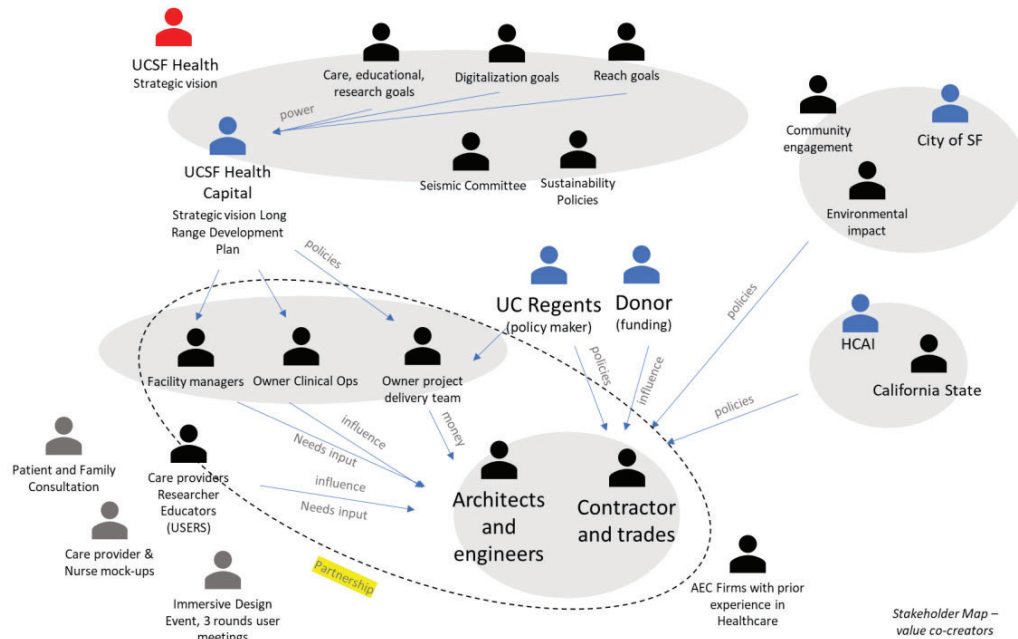 UCSF Health
Strategic vision
Care, educational,
research goals
Digitalization goals
Reach goals
power
UCSF Health
Capital
Strategic vision Long
Range Development
Plan
Seismic Committee
Sustainability
Policies
Community
engagement
City of SF
Environmental
impact
policies
UC Regents
(policy maker)
Donor
(funding)
policies
HCAI
California State
Facility managers
Owner Clinical Ops
Owner project
delivery team
policies
influence
policies
money
influence
Needs input
Patient and Family
Consultation
Care providers
Researcher
Educators
(USERS)
influence
Needs input
Architects
and
engineers
Contractor
and trades
Care provider &
Nurse mock-ups
Partnership
Immersive Design
Event, 3 rounds user
meetings
AEC Firms with prior
experience in
Healthcare
Stakeholder Map –
value co-creators